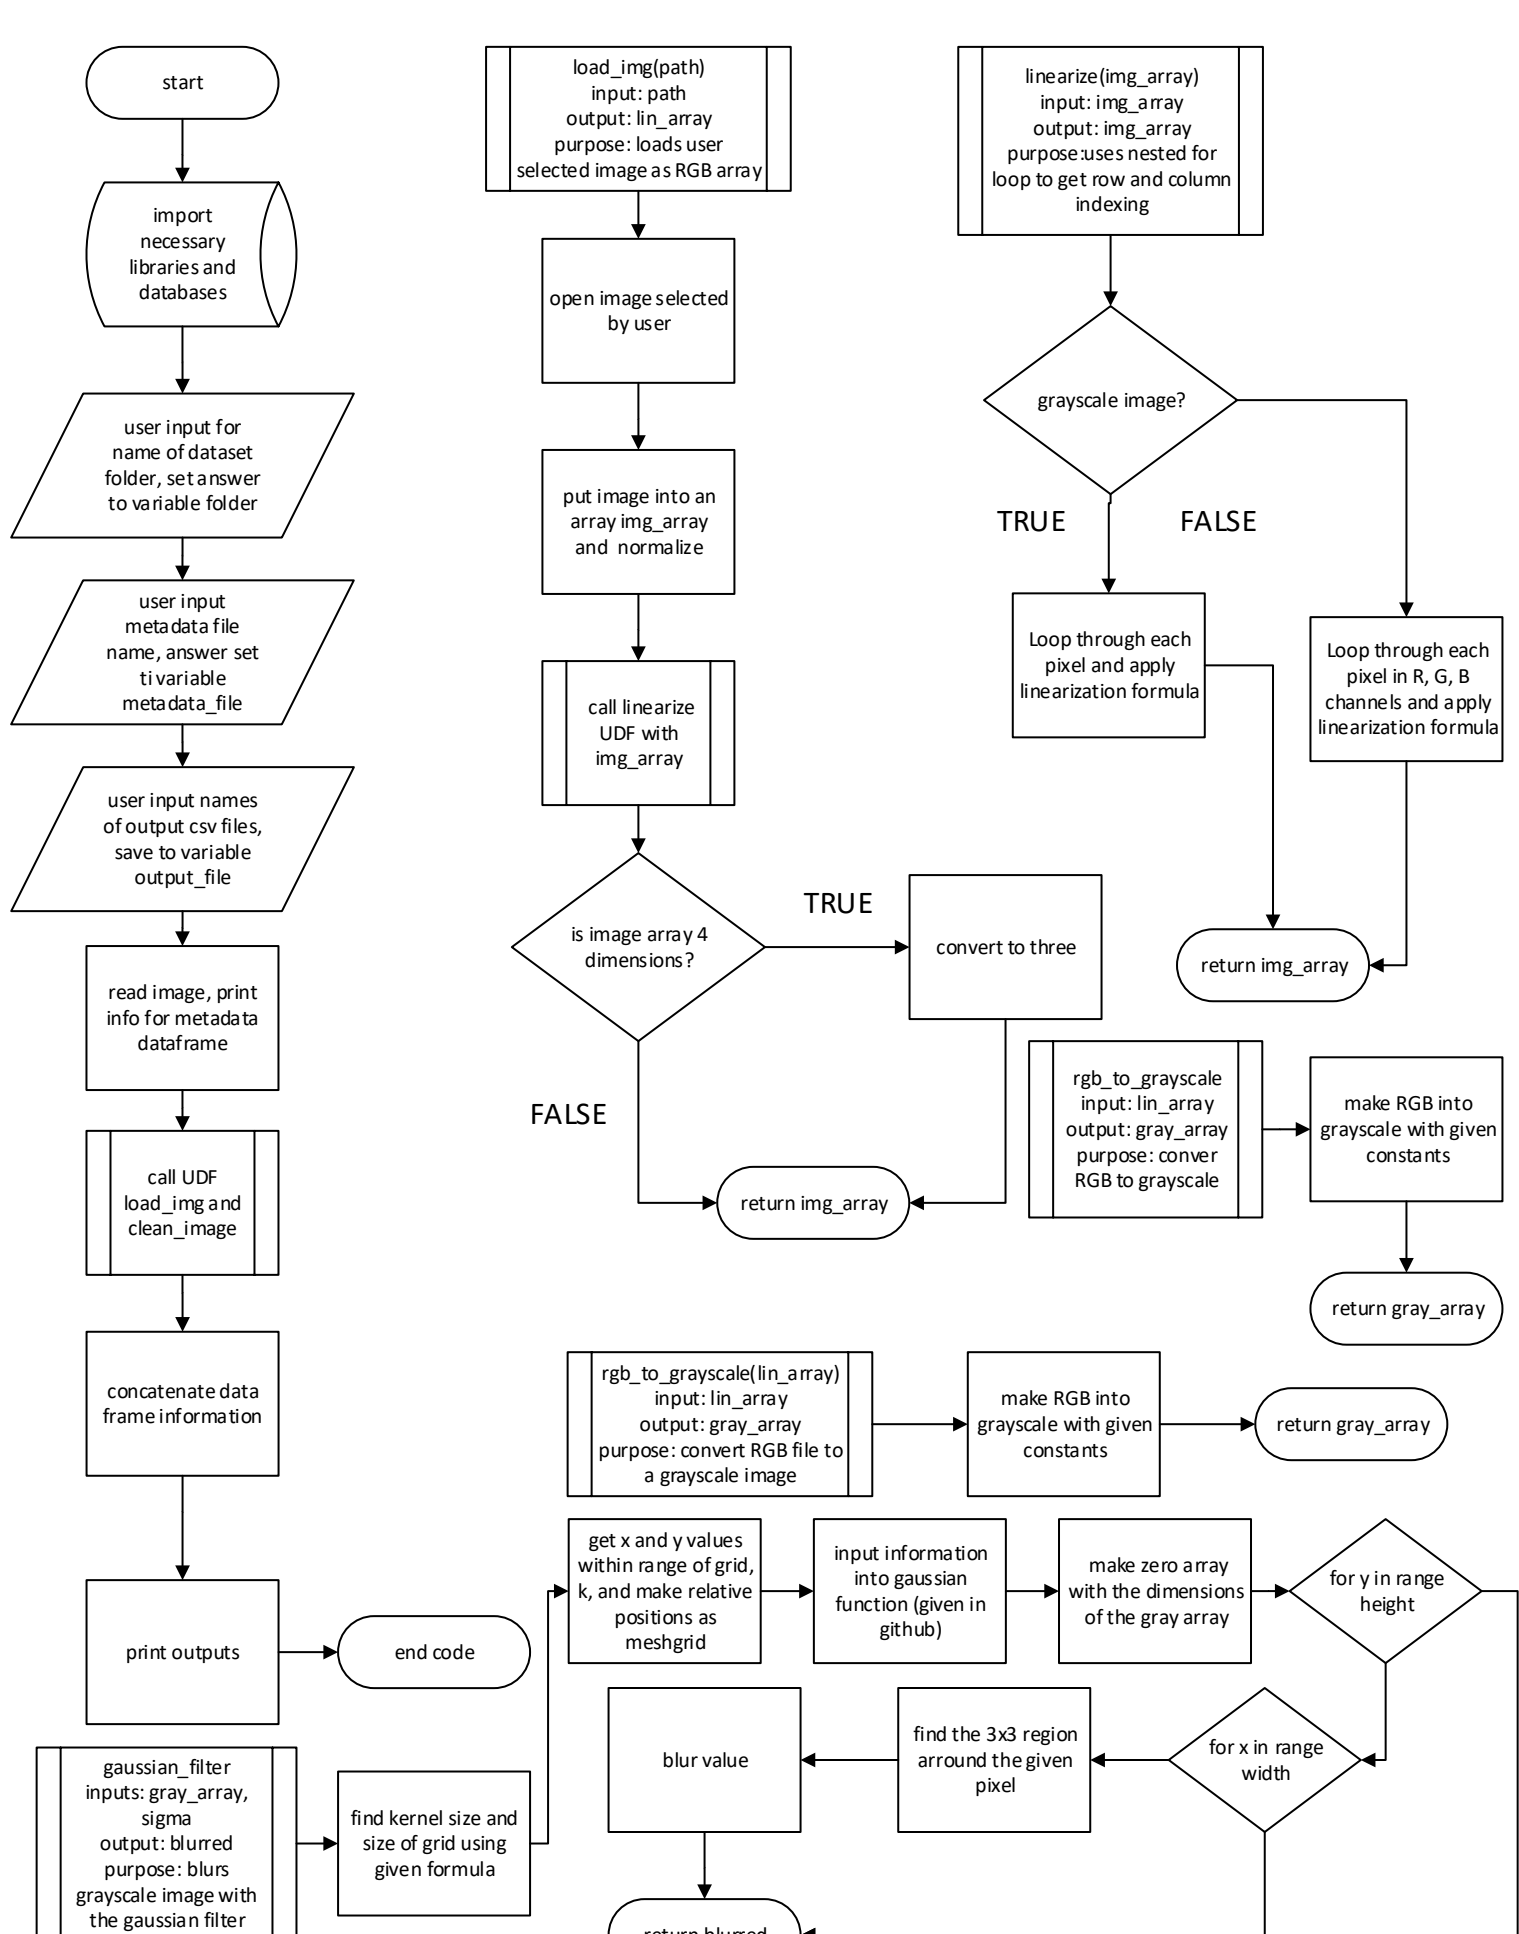 start
import
necessary
libraries and
databases
user input for
name of dataset
folder, set answer
to variable folder
user input
metadata file
name, answer set
ti variable
metadata_file
user input names
of output csv files,
save to variable
output_file
read image, print
info for metadata
dataframe
call UDF
load_img and
clean_image
concatenate data
frame information
print outputs
end code
load_img(path)
input: path
output: lin_array
purpose: loads user
selected image as RGB array
open image selected
by user
put image into an
array img_array
and normalize
call linearize
UDF with
img_array
is image array 4
dimensions?
TRUE
convert to three
FALSE
return img_array
linearize(img_array)
input: img_array
output: img_array
purpose:uses nested for
loop to get row and column
indexing
grayscale image?
TRUE
FALSE
Loop through each
pixel and apply
linearization formula
Loop through each
pixel in R, G, B
channels and apply
linearization formula
return img_array
rgb_to_grayscale
input: lin_array
output: gray_array
purpose: conver
RGB to grayscale
make RGB into
grayscale with given
constants
return gray_array
rgb_to_grayscale(lin_array)
input: lin_array
output: gray_array
purpose: convert RGB file to
a grayscale image
make RGB into
grayscale with given
constants
return gray_array
gaussian_filter
inputs: gray_array,
sigma
output: blurred
purpose: blurs
grayscale image with
the gaussian filter
find kernel size and
size of grid using
given formula
get x and y values
within range of grid,
k, and make relative
positions as
meshgrid
input information
into gaussian
function (given in
github)
make zero array
with the dimensions
of the gray array
for y in range
height
for x in range
width
find the 3x3 region
arround the given
pixel
blur value
return blurred